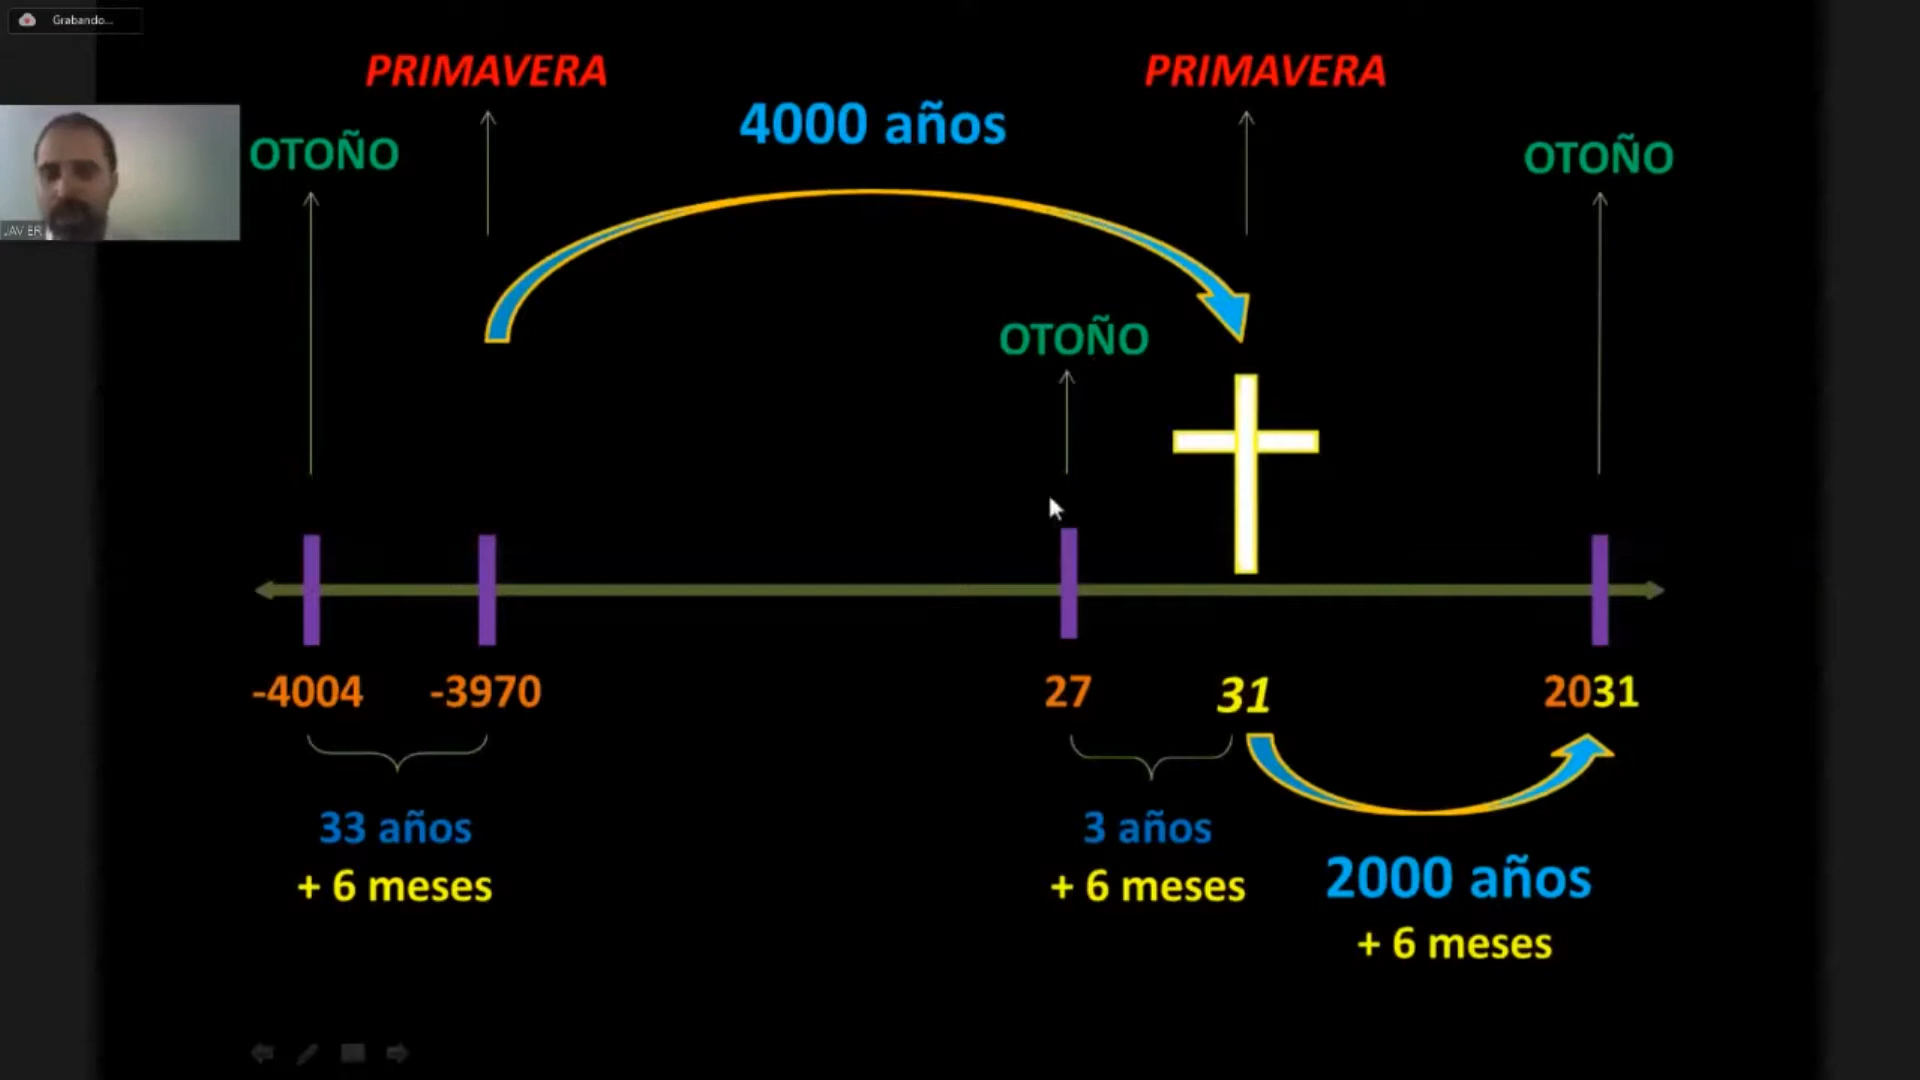 Grabando...
PRIMAVERA
PRIMAVERA
4000 años
OTOÑO
OTOÑO
JAVIER
OTOÑO
-4004
-3970
27
31
2031
33 años
+ 6 meses
3 años
+ 6 meses
2000 años
+ 6 meses